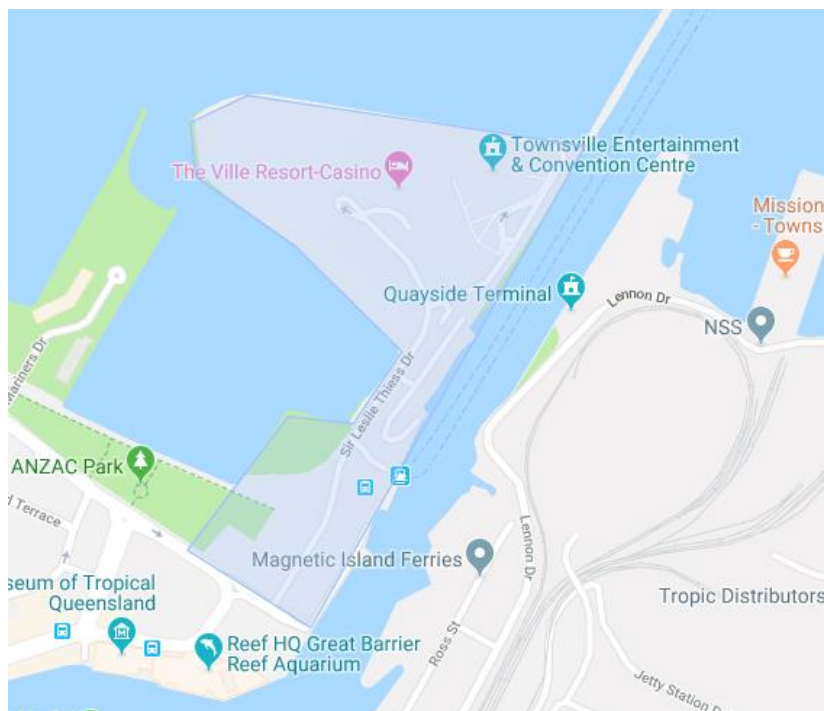 Townsville Entertainment
& Convention Centre
The Ville Resort-Casino
Mission
- Towns
Quayside Terminal
Lennon Dr
NSS
Mariners Dr
Sir Leslie Thiess Dr
ANZAC Park
d Terrace
Lennon Dr
Magnetic Island Ferries
seum of Tropical
Queensland
Tropic Distributors
Ross St
Reef HQ Great Barrier
Reef Aquarium
Jetty Station D